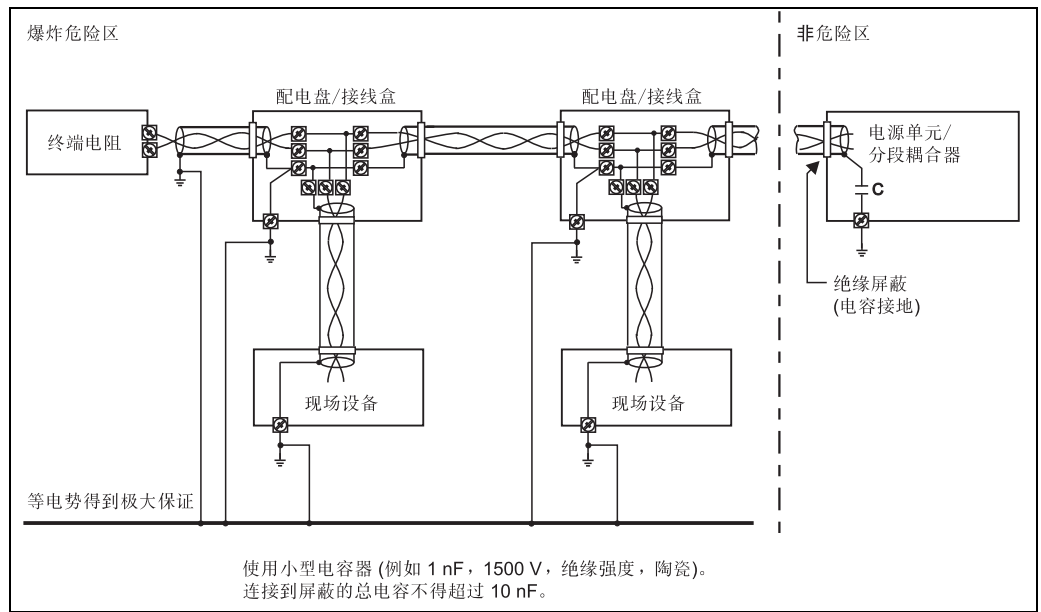 爆炸危险区
非危险区
配电盘/接线盒
配电盘/接线盒
终端电阻
电源单元/
分段耦合器
C
绝缘屏蔽
(电容接地)
现场设备
现场设备
等电势得到极大保证
使用小型电容器 (例如 1 nF，1500 V，绝缘强度，陶瓷)。
连接到屏蔽的总电容不得超过 10 nF。